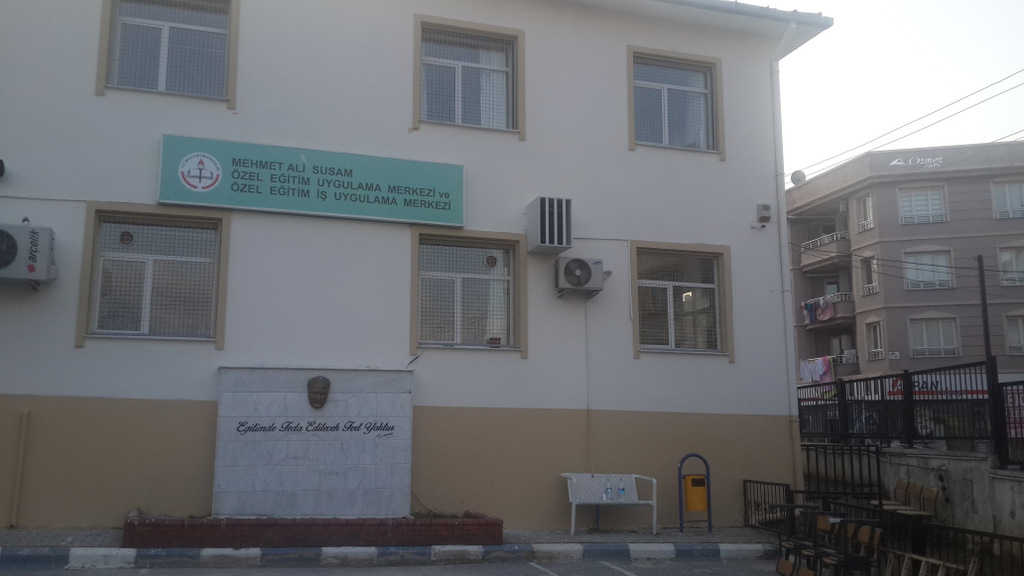 MEHMET ALİ SUSAM
ÖZEL EĞİTİM UYGULAMA MERKEZİ ve
ÖZEL EĞİTİM İŞ UYGULAMA MERKEZİ
arçelik
Eğitimde Feda Edilecek Fert Yoktur
Özmen